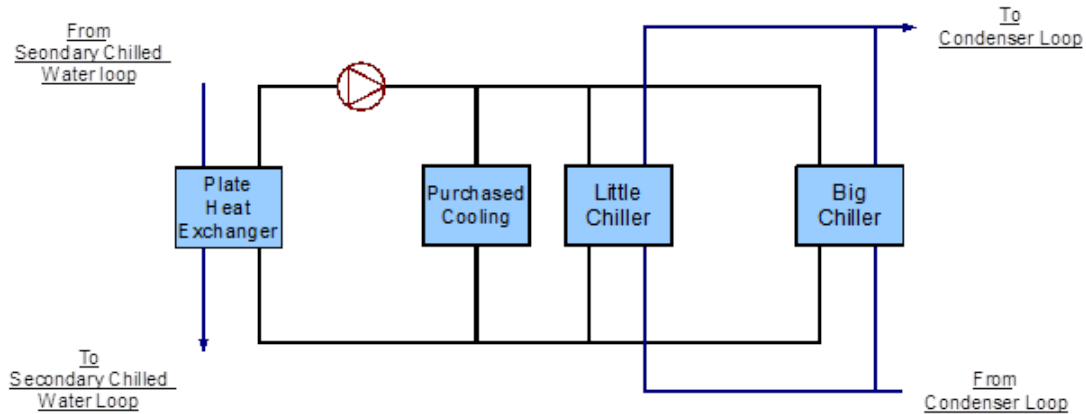 From
Seondary Chilled
Water loop
To
Condenser Loop
Plate
Heat
Exchanger
Purchased
Cooling
Little
Chiller
Big
Chiller
To
Secondary Chilled
Water Loop
From
Condenser Loop